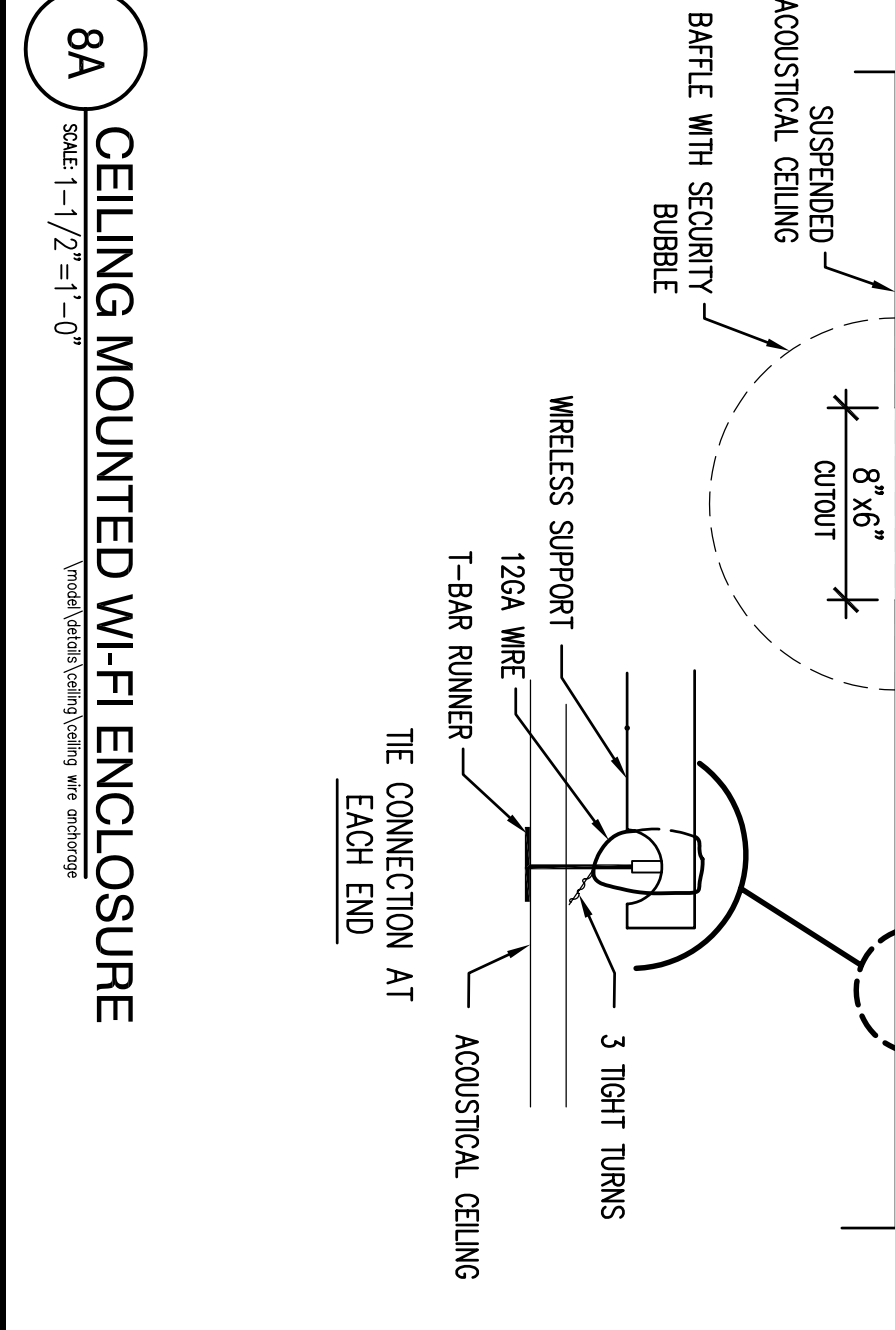 SUSPENDED
ACOUSTICAL CEILING
BAFFLE WITH SECURITY
BUBBLE
8"x6"
CUTOUT
WIRELESS SUPPORT
12GA WIRE
T-BAR RUNNER
3 TIGHT TURNS
ACOUSTICAL CEILING
TIE CONNECTION AT
EACH END
8A
CEILING MOUNTED WI-FI ENCLOSURE
SCALE: 1-1/2"=1'-0"
\model\details\ceiling\ceiling wire anchorage